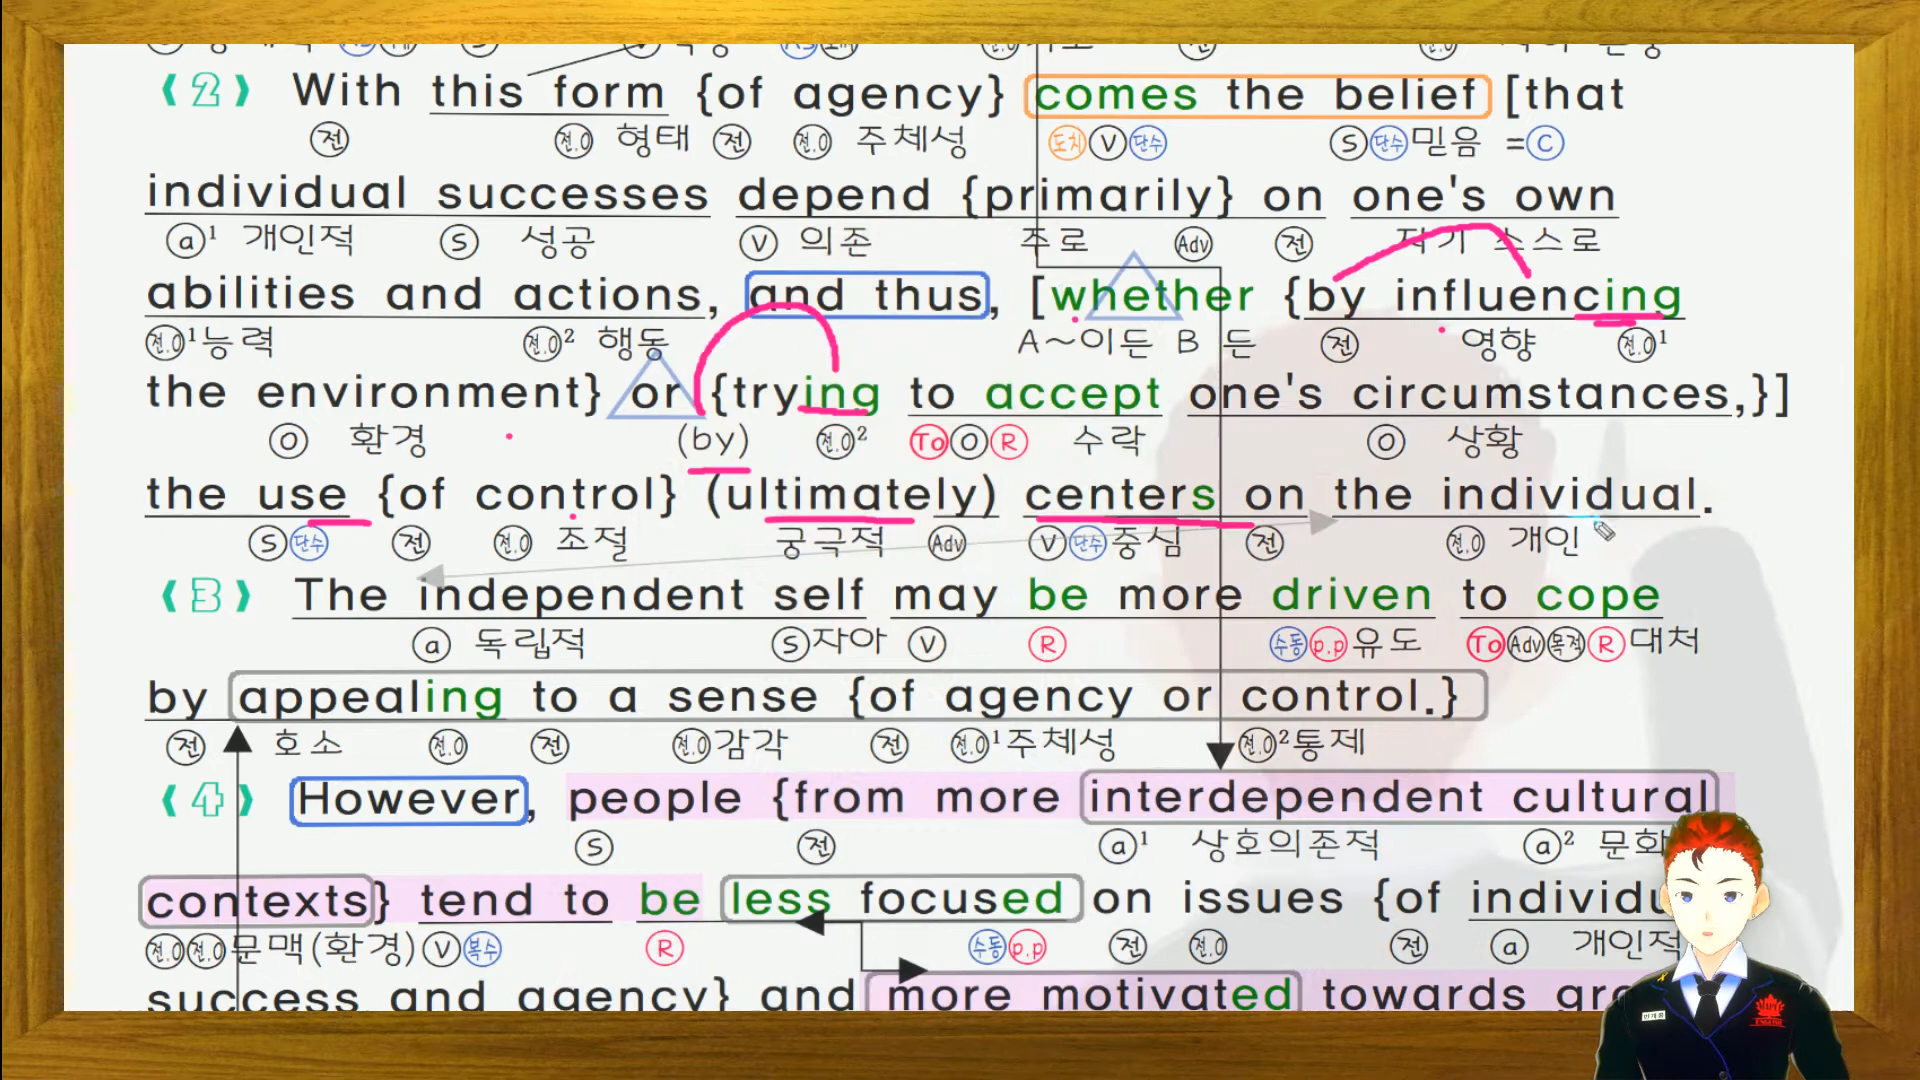 《2》 With this form {of agency} comes the belief [that
전 전.O 형태 전 전.O 주체성 도치 V 단수 S 단수 믿음 =C
individual successes depend {primarily} on one's own
a¹ 개인적 S 성공 V 의존 주로 Adv 전 자기 스스로
abilities and actions, and thus, [whether {by influencing
전.O¹ 능력 전.O² 행동 A~이든 B 든 전 영향 전.O¹
the environment} or {trying to accept one's circumstances,}]
O 환경 (by) 전.O² To O R 수락 O 상황
the use {of control} (ultimately) centers on the individual.
S 단수 전 전.O 조절 궁극적 Adv V 단수 중심 전 전.O 개인
《3》 The independent self may be more driven to cope
a 독립적 S 자아 V R 수동 p.p 유도 To Adv 목적 R 대처
by appealing to a sense {of agency or control.}
전 호소 전.O 전 전.O 감각 전 전.O¹ 주체성 전.O² 통제
《4》 However, people {from more interdependent cultural
S 전 a¹ 상호의존적 a² 문화
contexts} tend to be less focused on issues {of individu
전.O 전.O 문맥(환경) V 복수 R 수동 p.p 전 전.O 전 a 개인적
success and agency} and more motivated towards gr